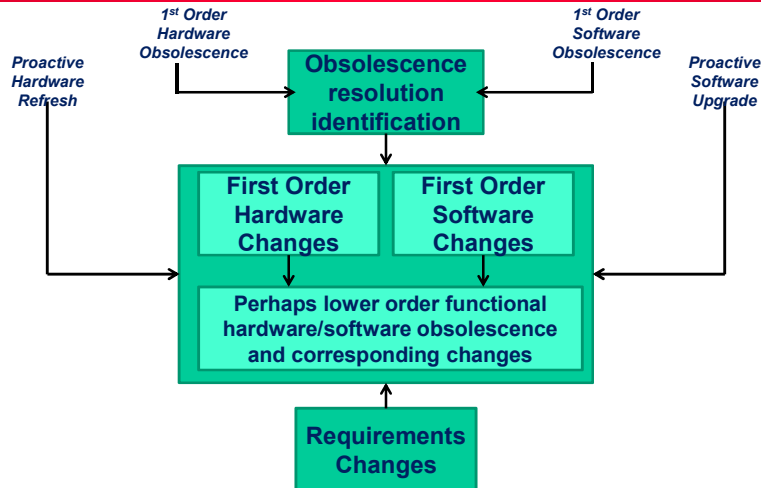 1st Order
Hardware
Obsolescence
1st Order
Software
Obsolescence
Proactive
Hardware
Refresh
Obsolescence
resolution
identification
Proactive
Software
Upgrade
First Order
Hardware
Changes
First Order
Software
Changes
Perhaps lower order functional
hardware/software obsolescence
and corresponding changes
Requirements
Changes